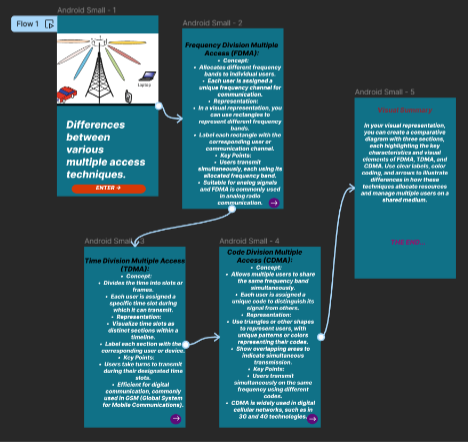 Flow 1
Android Small - 1
Laptop
Differences
between
various
multiple access
techniques.
ENTER →
Android Small - 2
Frequency Division Multiple
Access (FDMA):
• Concept:
• Allocates different frequency
bands to individual users.
• Each user is assigned a
unique frequency band for
communication.
• Representation:
• In a visual representation, you
can use rectangles to
represent different frequency
bands.
• Label each rectangle with the
corresponding user or
communication channel.
• Key Points:
• Users transmit
simultaneously, each using its
allocated frequency band.
• Suitable for analog signals
and FDMA is commonly used
in analog radio
communication.
Android Small - 3
Time Division Multiple Access
(TDMA):
• Concept:
• Divides the time into slots or
frames.
• Each user is assigned a
specific time slot during
which it can transmit.
• Representation:
• Visualize time slots as
distinct sections within a
timeline.
• Label each section with the
corresponding user or device.
• Key Points:
• Users take turns to transmit
during their designated time
slots.
• Efficient for digital
communication, commonly
used in GSM (Global System
for Mobile Communications).
Android Small - 4
Code Division Multiple
Access (CDMA):
• Concept:
• Allows multiple users to share
the same frequency band
simultaneously.
• Each user is assigned a
unique code to distinguish its
signal from others.
• Representation:
• Use triangles or other shapes
to represent users, with
unique patterns or colors
representing their codes.
• Show overlapping areas to
indicate simultaneous
transmission.
• Key Points:
• Users transmit
simultaneously on the same
frequency using different
codes.
• CDMA is widely used in digital
cellular networks, such as in
3G and 4G technologies.
Android Small - 5
Visual Summary
In your visual representation,
you can create a comparative
diagram with three sections,
each highlighting the key
characteristics and visual
elements of FDMA, TDMA, and
CDMA. Use clear labels, color
coding, and arrows to illustrate
differences in how these
techniques allocate resources
and manage multiple users on a
shared medium.
THE END...